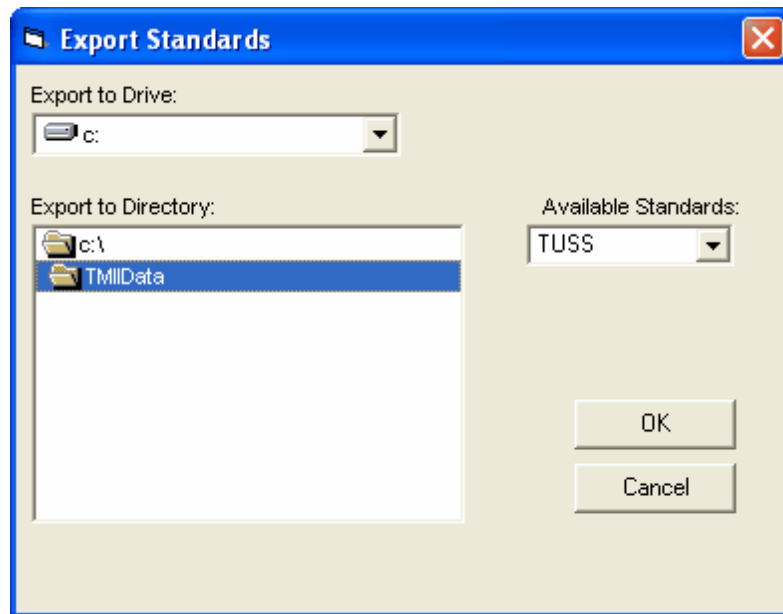 Export Standards
Export to Drive:
c:
Export to Directory:
Available Standards:
c:\
TUSS
TMIIData
OK
Cancel